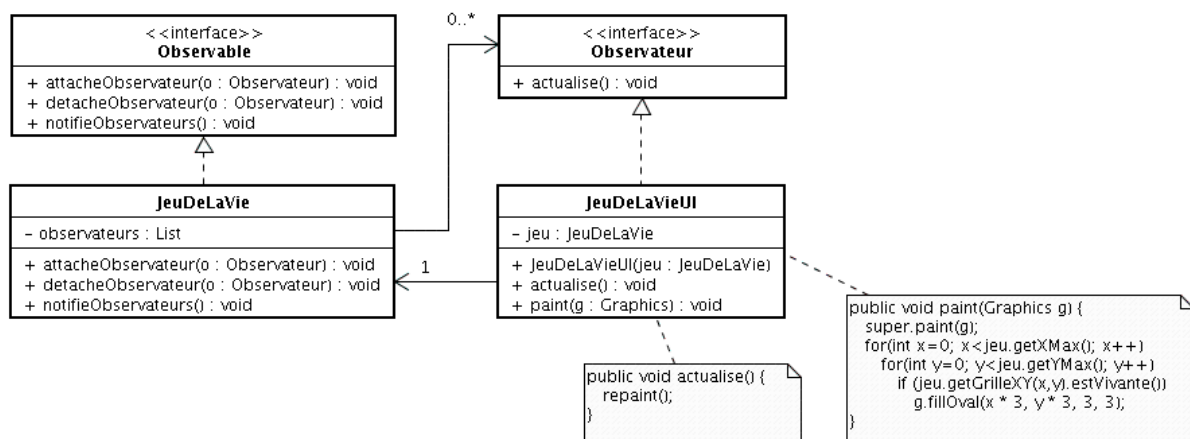 <<interface>>
Observable
+ attacheObservateur(o : Observateur) : void
+ detacheObservateur(o : Observateur) : void
+ notifieObservateurs() : void
0..*
<<interface>>
Observateur
+ actualise() : void
JeuDeLaVie
- observateurs : List
+ attacheObservateur(o : Observateur) : void
+ detacheObservateur(o : Observateur) : void
+ notifieObservateurs() : void
1
JeuDeLaVieUI
- jeu : JeuDeLaVie
+ JeuDeLaVieUI(jeu : JeuDeLaVie)
+ actualise() : void
+ paint(g : Graphics) : void
public void actualise() {
repaint();
}
public void paint(Graphics g) {
super.paint(g);
for(int x=0; x<jeu.getXMax(); x++)
for(int y=0; y<jeu.getYMax(); y++)
if (jeu.getGrilleXY(x,y).estVivante())
g.fillOval(x * 3, y * 3, 3, 3);
}